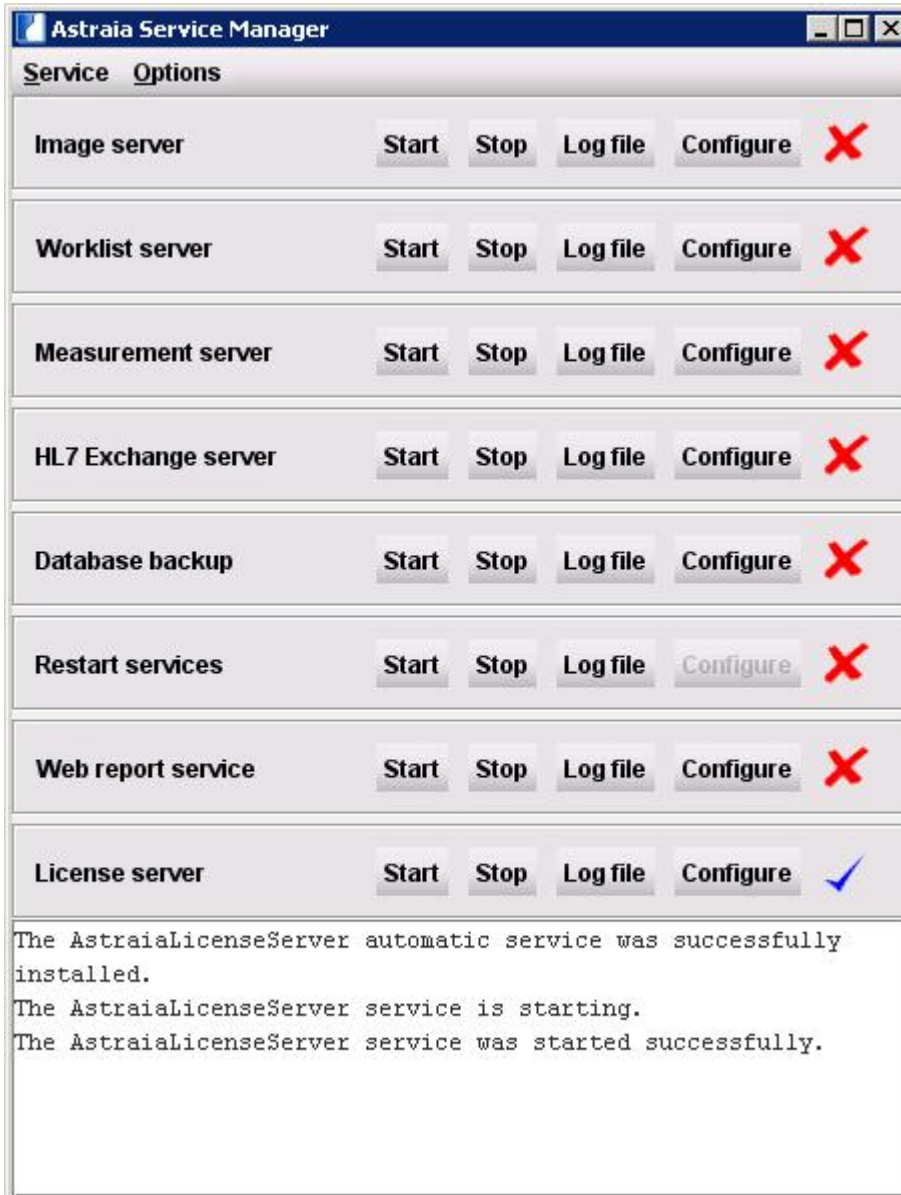 Astraia Service Manager
Service Options
Image server Start Stop Log file Configure
Worklist server Start Stop Log file Configure
Measurement server Start Stop Log file Configure
HL7 Exchange server Start Stop Log file Configure
Database backup Start Stop Log file Configure
Restart services Start Stop Log file Configure
Web report service Start Stop Log file Configure
License server Start Stop Log file Configure
The AstraiaLicenseServer automatic service was successfully
installed.
The AstraiaLicenseServer service is starting.
The AstraiaLicenseServer service was started successfully.